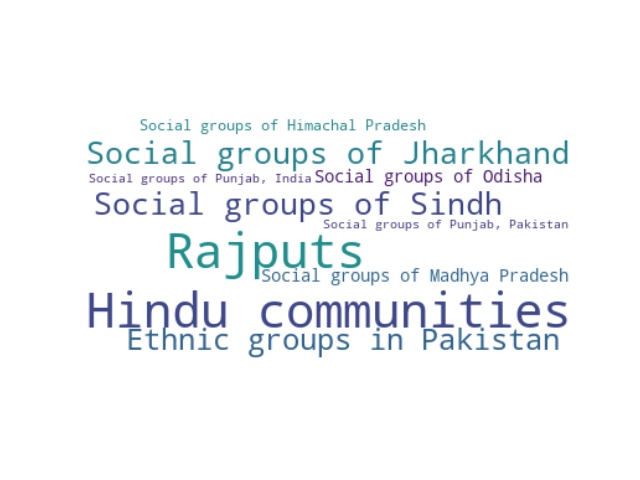 Social groups of Himachal Pradesh
Social groups of Jharkhand
Social groups of Punjab, India
Social groups of Odisha
Social groups of Sindh
Social groups of Punjab, Pakistan
Rajputs
Social groups of Madhya Pradesh
Hindu communities
Ethnic groups in Pakistan